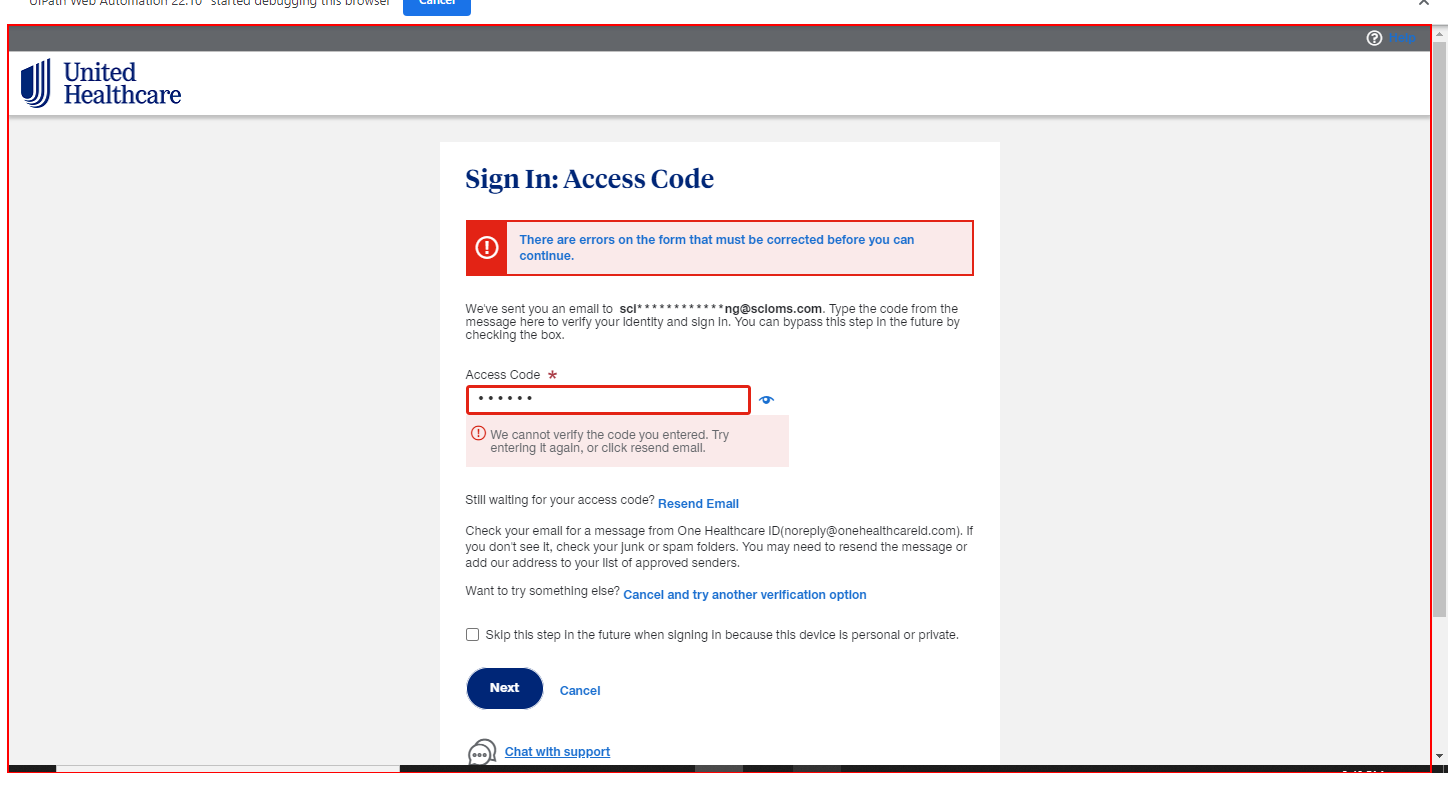 UiPath Web Automation 22.10" started debugging this browser Cancel
Help
United
Healthcare
Sign In: Access Code
There are errors on the form that must be corrected before you can
continue.
We've sent you an email to sci************ng@scioms.com. Type the code from the
message here to verify your identity and sign in. You can bypass this step in the future by
checking the box.
Access Code *
••••••
We cannot verify the code you entered. Try
entering it again, or click resend email.
Still waiting for your access code? Resend Email
Check your email for a message from One Healthcare ID(noreply@onehealthcareid.com). If
you don't see it, check your junk or spam folders. You may need to resend the message or
add our address to your list of approved senders.
Want to try something else? Cancel and try another verification option
Skip this step in the future when signing in because this device is personal or private.
Next Cancel
Chat with support